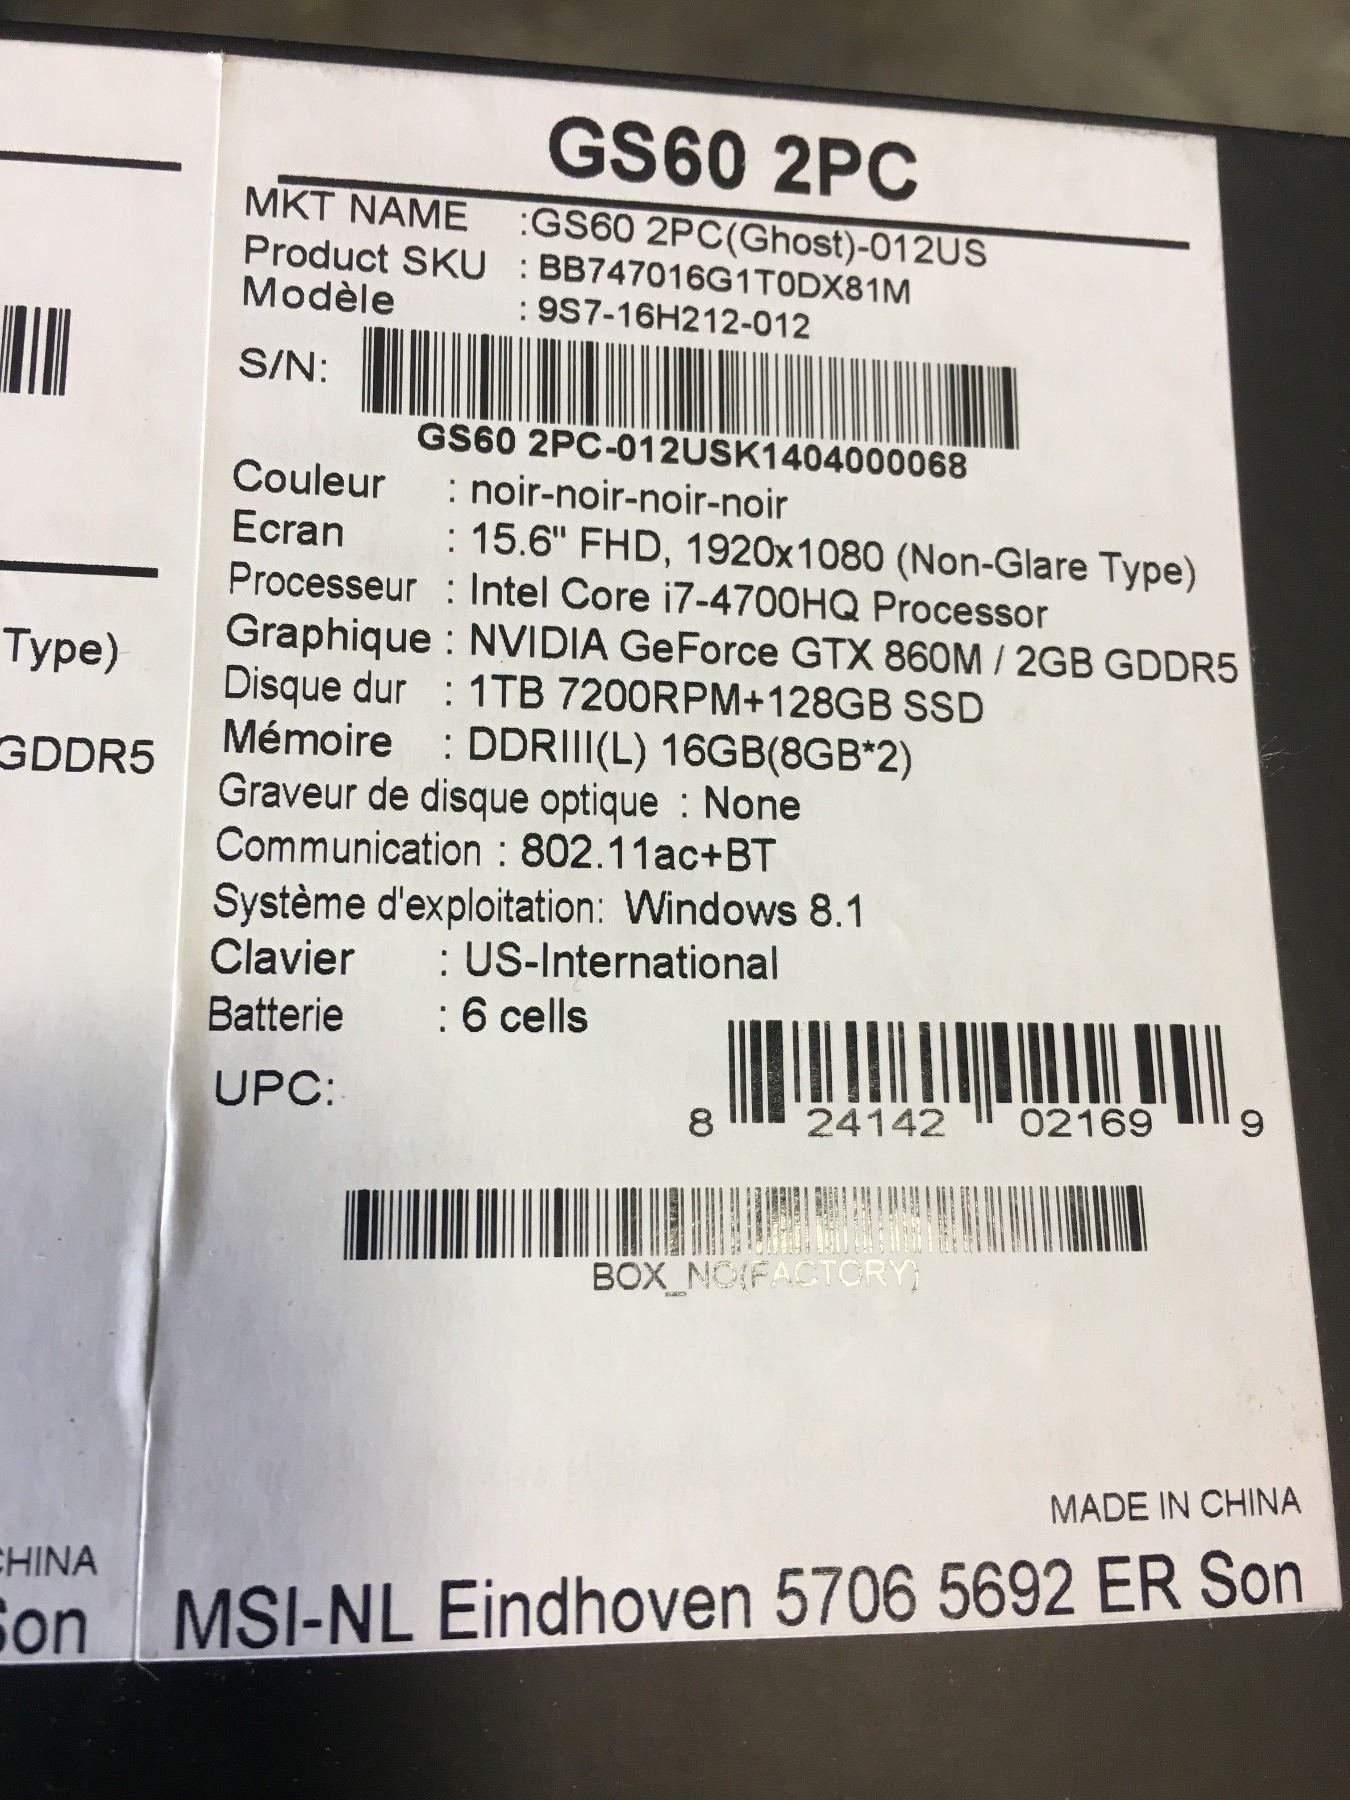 GS60 2PC
MKT NAME :GS60 2PC(Ghost)-012US
Product SKU : BB747016G1T0DX81M
Modèle : 9S7-16H212-012
S/N:
GS60 2PC-012USK1404000068
Couleur : noir-noir-noir-noir
Ecran : 15.6" FHD, 1920x1080 (Non-Glare Type)
Processeur : Intel Core i7-4700HQ Processor
Graphique : NVIDIA GeForce GTX 860M / 2GB GDDR5
Disque dur : 1TB 7200RPM+128GB SSD
Mémoire : DDRIII(L) 16GB(8GB*2)
Graveur de disque optique : None
Communication : 802.11ac+BT
Système d'exploitation: Windows 8.1
Clavier : US-International
Batterie : 6 cells
UPC:
8 24142 02169 9
BOX_NO(FACTORY)
MADE IN CHINA
MSI-NL Eindhoven 5706 5692 ER Son
Type)
GDDR5
CHINA
Son